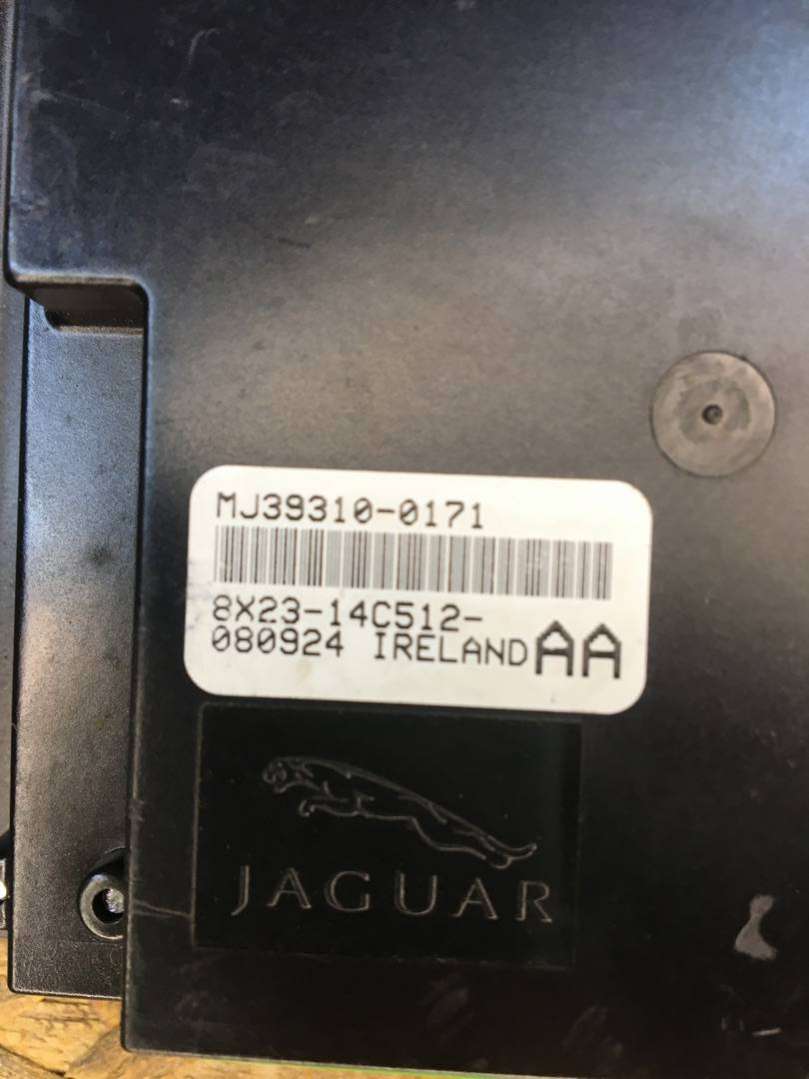 MJ39310-0171
8X23-14C512-
080924 IRELAND AA
JAGUAR